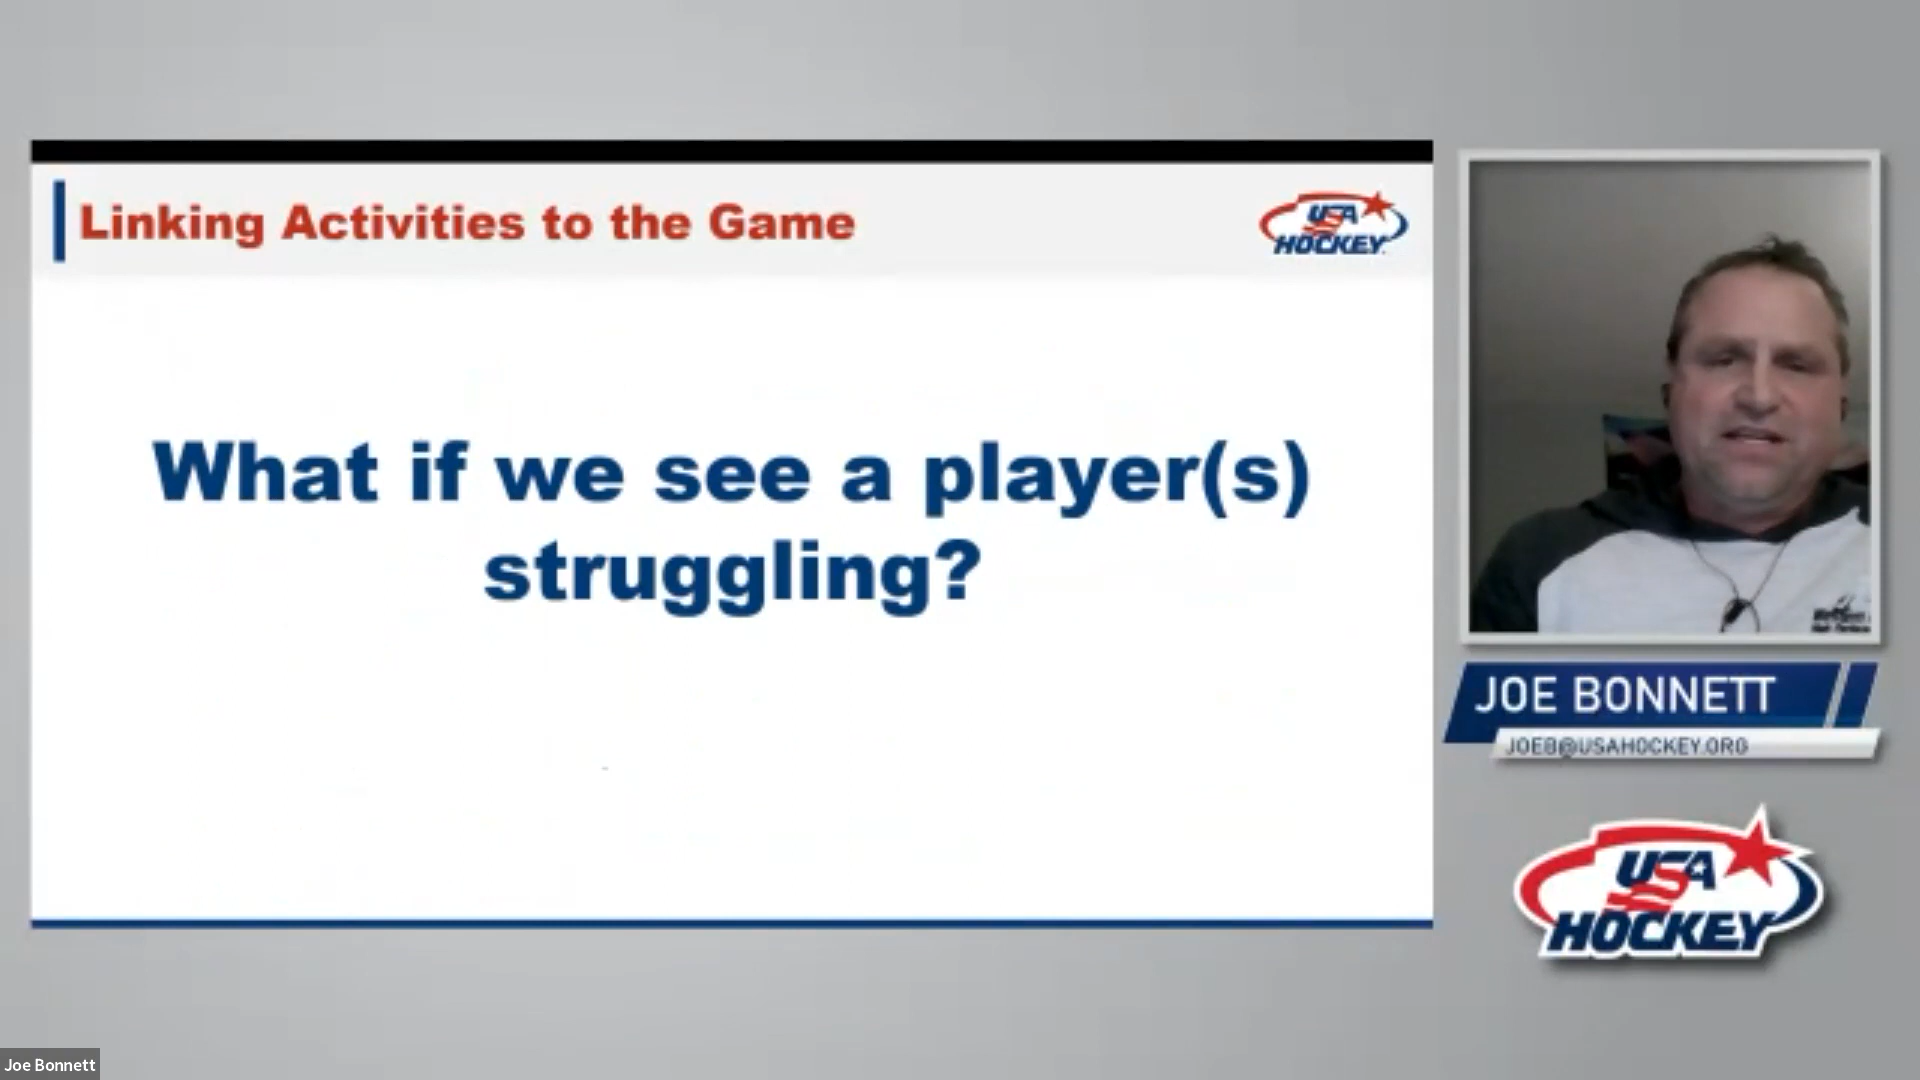 Linking Activities to the Game
USA
HOCKEY
What if we see a player(s)
struggling?
JOE BONNETT
JOEB@USAHOCKEY.ORG
USA
HOCKEY
Joe Bonnett